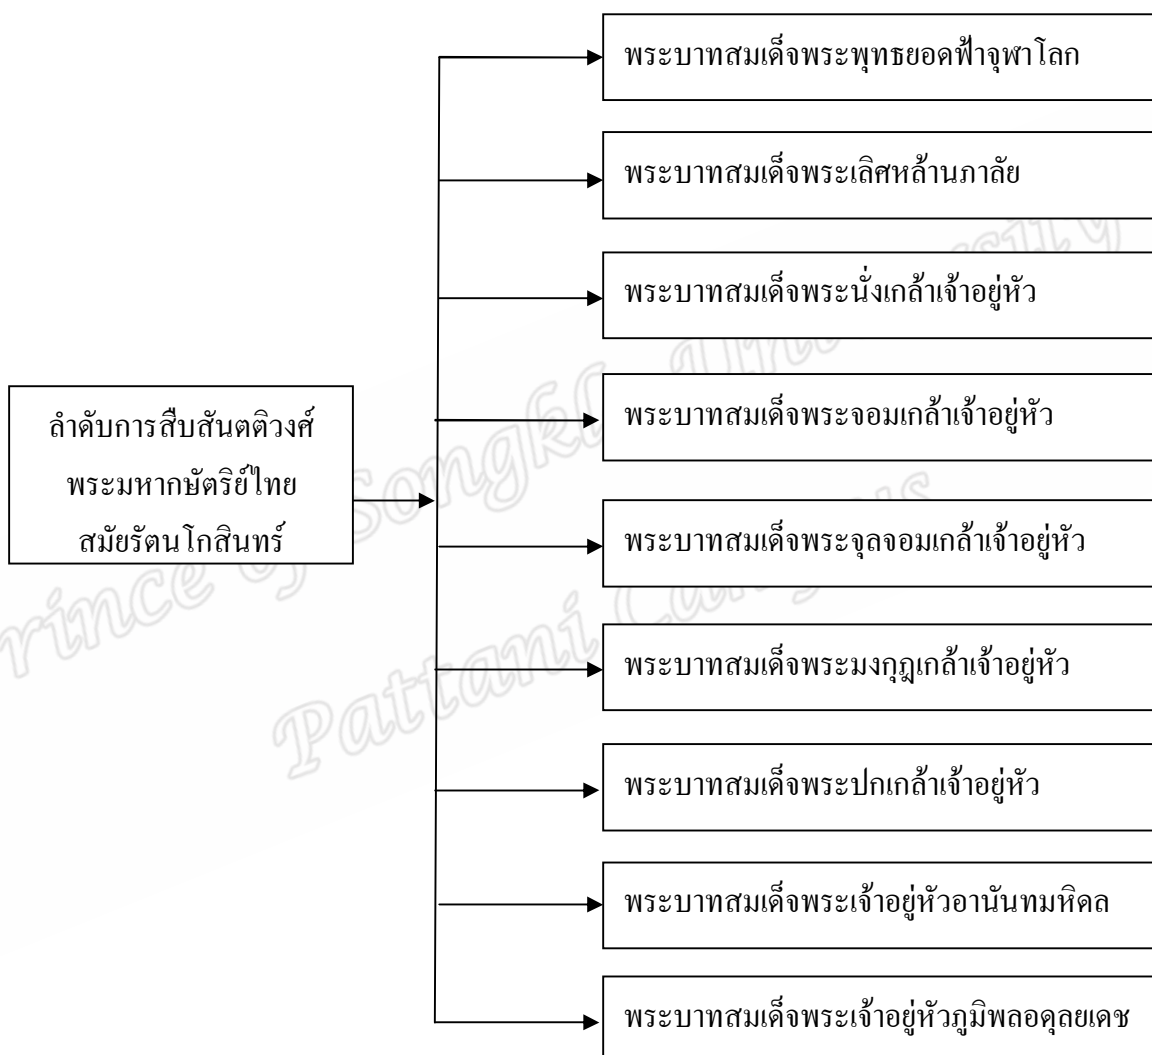 พระบาทสมเด็จพระพุทธยอดฟ้าจุฬาโลก
พระบาทสมเด็จพระเลิศหล้านภาลัย
พระบาทสมเด็จพระนั่งเกล้าเจ้าอยู่หัว
พระบาทสมเด็จพระจอมเกล้าเจ้าอยู่หัว
ลำดับการสืบสันตติวงศ์
พระมหากษัตริย์ไทย
สมัยรัตนโกสินทร์
พระบาทสมเด็จพระจุลจอมเกล้าเจ้าอยู่หัว
พระบาทสมเด็จพระมงกุฎเกล้าเจ้าอยู่หัว
พระบาทสมเด็จพระปกเกล้าเจ้าอยู่หัว
พระบาทสมเด็จพระเจ้าอยู่หัวอานันทมหิดล
พระบาทสมเด็จพระเจ้าอยู่หัวภูมิพลอดุลยเดช
Prince of Songkla University
Pattani Campus